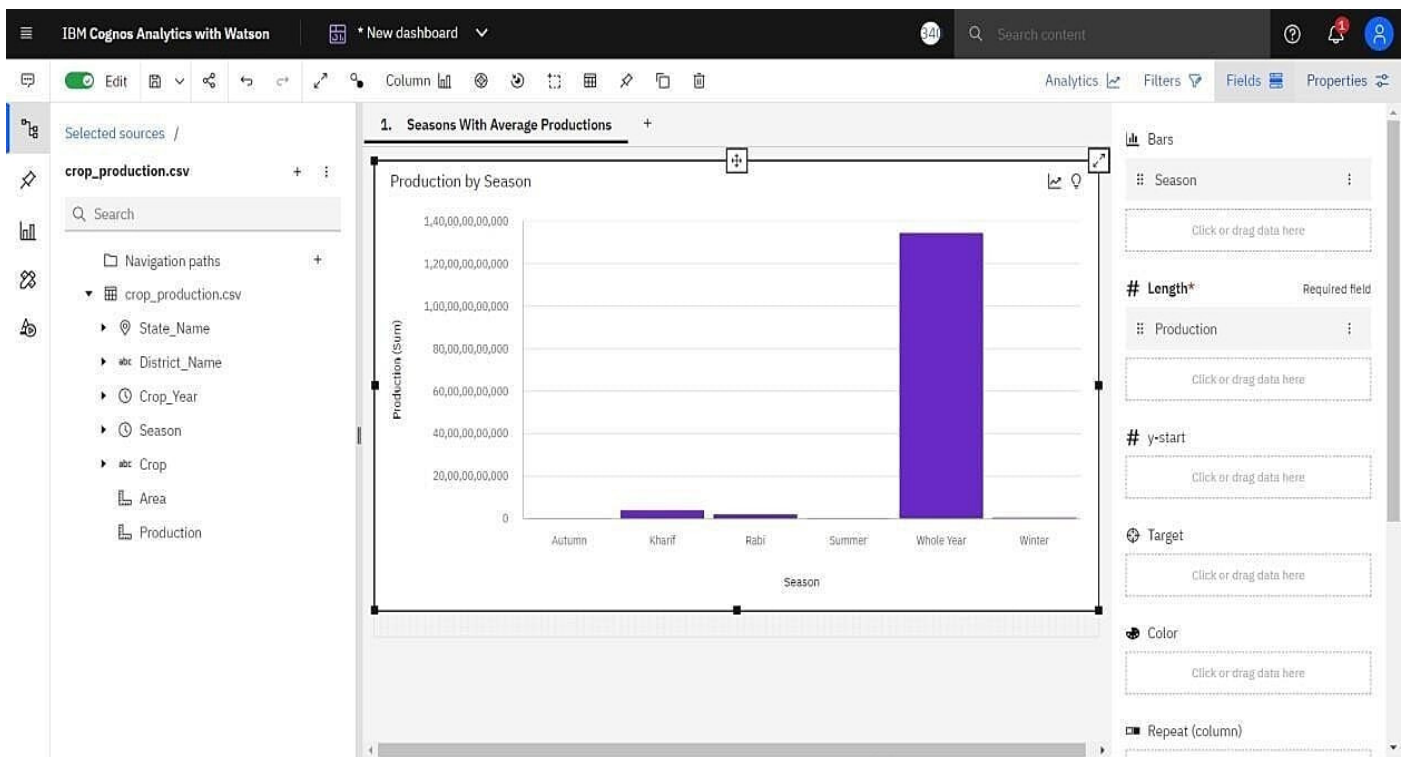 IBM Cognos Analytics with Watson
* New dashboard
340
Search content
1
Edit
Column
Analytics
Filters
Fields
Properties
Selected sources /
crop_production.csv
Search
Navigation paths
crop_production.csv
State_Name
abc District_Name
Crop_Year
Season
abc Crop
Area
Production
1. Seasons With Average Productions
Production by Season
Production (Sum)
1,40,00,00,00,000
1,20,00,00,00,000
1,00,00,00,00,000
80,00,00,00,000
60,00,00,00,000
40,00,00,00,000
20,00,00,00,000
0
Autumn Kharif Rabi Summer Whole Year Winter
Season
Bars
Season
Click or drag data here
# Length* Required field
Production
Click or drag data here
# y-start
Click or drag data here
Target
Click or drag data here
Color
Click or drag data here
Repeat (column)